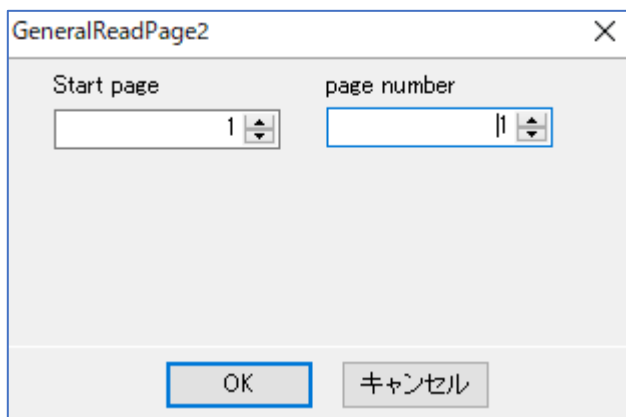 GeneralReadPage2
Start page
page number
1
1
OK
キャンセル